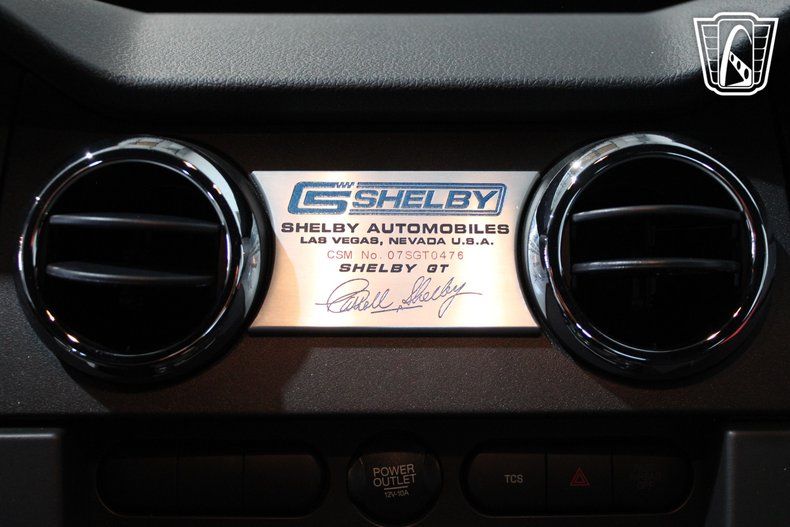 CS SHELBY
SHELBY AUTOMOBILES
LAS VEGAS, NEVADA U.S.A.
CSM No. 07SGT0476
SHELBY GT
Carroll Shelby
POWER
OUTLET
12V-10A
TCS